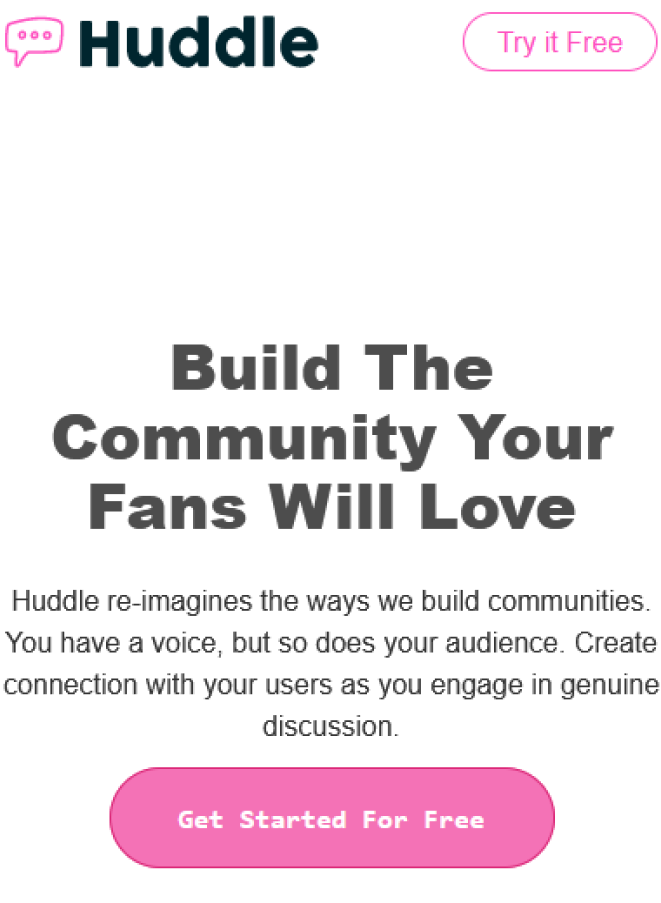 Huddle
Try it Free
Build The
Community Your
Fans Will Love
Huddle re-imagines the ways we build communities.
You have a voice, but so does your audience. Create
connection with your users as you engage in genuine
discussion.
Get Started For Free